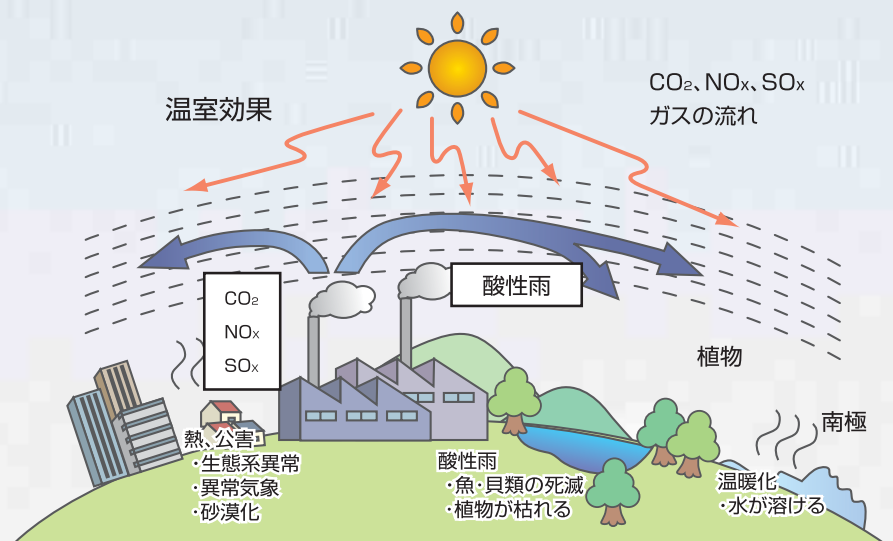 温室効果
CO₂、NOx、SOx
ガスの流れ
CO₂
NOx
SOx
酸性雨
植物
南極
熱、公害
・生態系異常
・異常気象
・砂漠化
酸性雨
・魚・貝類の死滅
・植物が枯れる
温暖化
・氷が溶ける